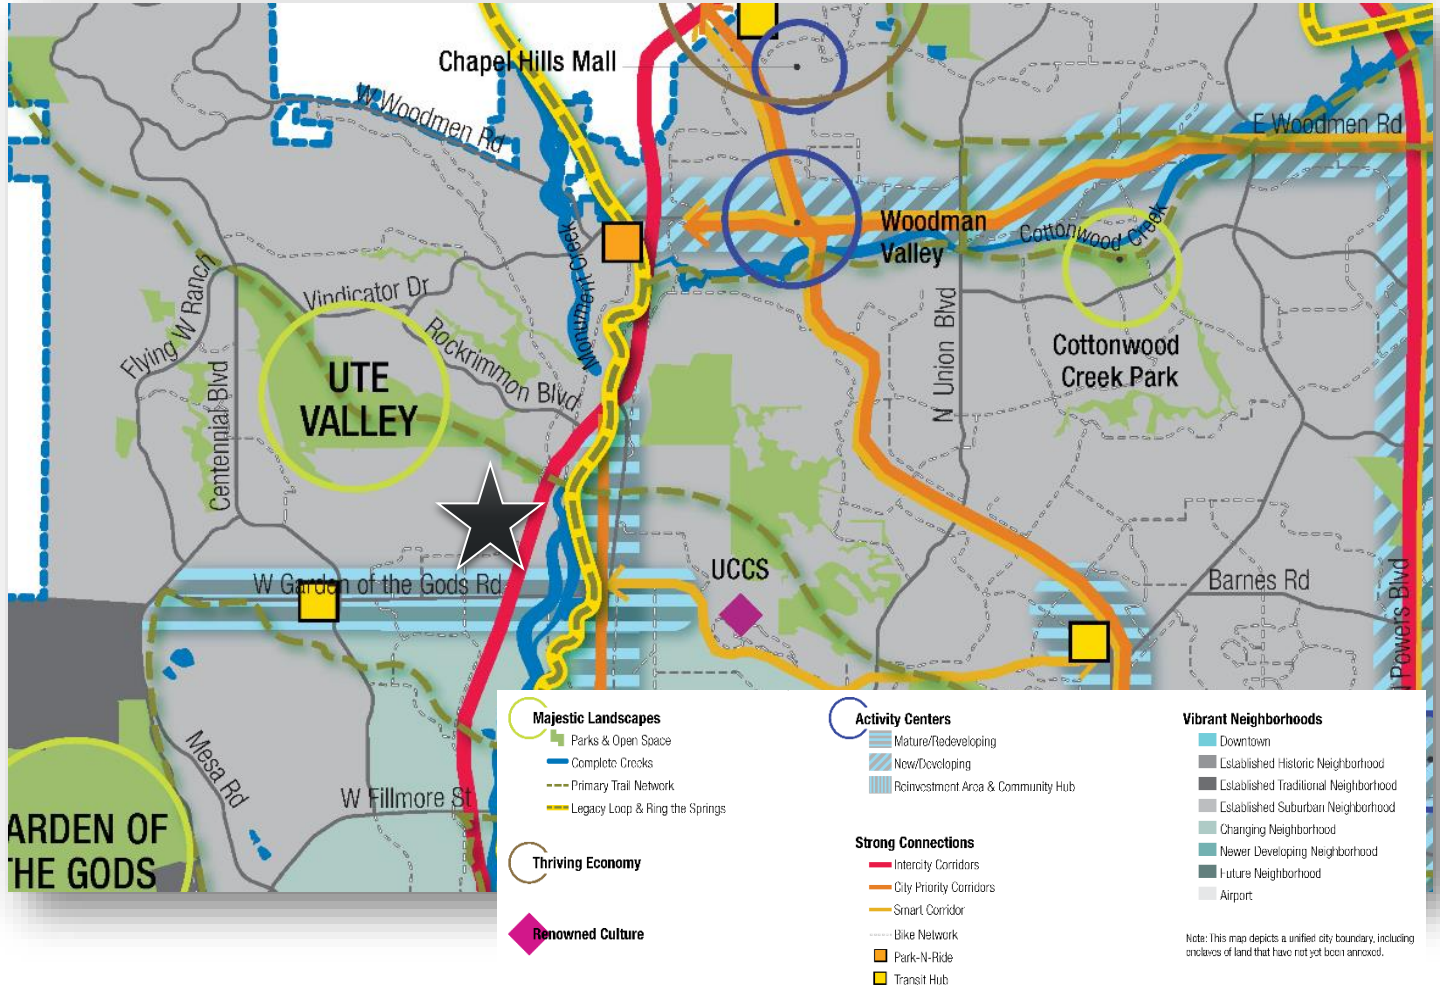 Chapel Hills Mall
W Woodmen Rd
E Woodmen Rd
Woodman
Valley
Cottonwood Creek
Monument Creek
Flying W Ranch
Vindicator Dr
Rockrimmon Blvd
Centennial Blvd
UTE
VALLEY
N Union Blvd
Cottonwood
Creek Park
UCCS
W Garden of the Gods Rd
Barnes Rd
N Powers Blvd
Mesa Rd
W Fillmore St
ARDEN OF
THE GODS
Majestic Landscapes
Parks & Open Space
Complete Creeks
Primary Trail Network
Legacy Loop & Ring the Springs
Thriving Economy
Renowned Culture
Activity Centers
Mature/Redeveloping
New/Developing
Reinvestment Area & Community Hub
Strong Connections
Intercity Corridors
City Priority Corridors
Smart Corridor
Bike Network
Park-N-Ride
Transit Hub
Vibrant Neighborhoods
Downtown
Established Historic Neighborhood
Established Traditional Neighborhood
Established Suburban Neighborhood
Changing Neighborhood
Newer Developing Neighborhood
Future Neighborhood
Airport
Note: This map depicts a unified city boundary, including
enclaves of land that have not yet been annexed.